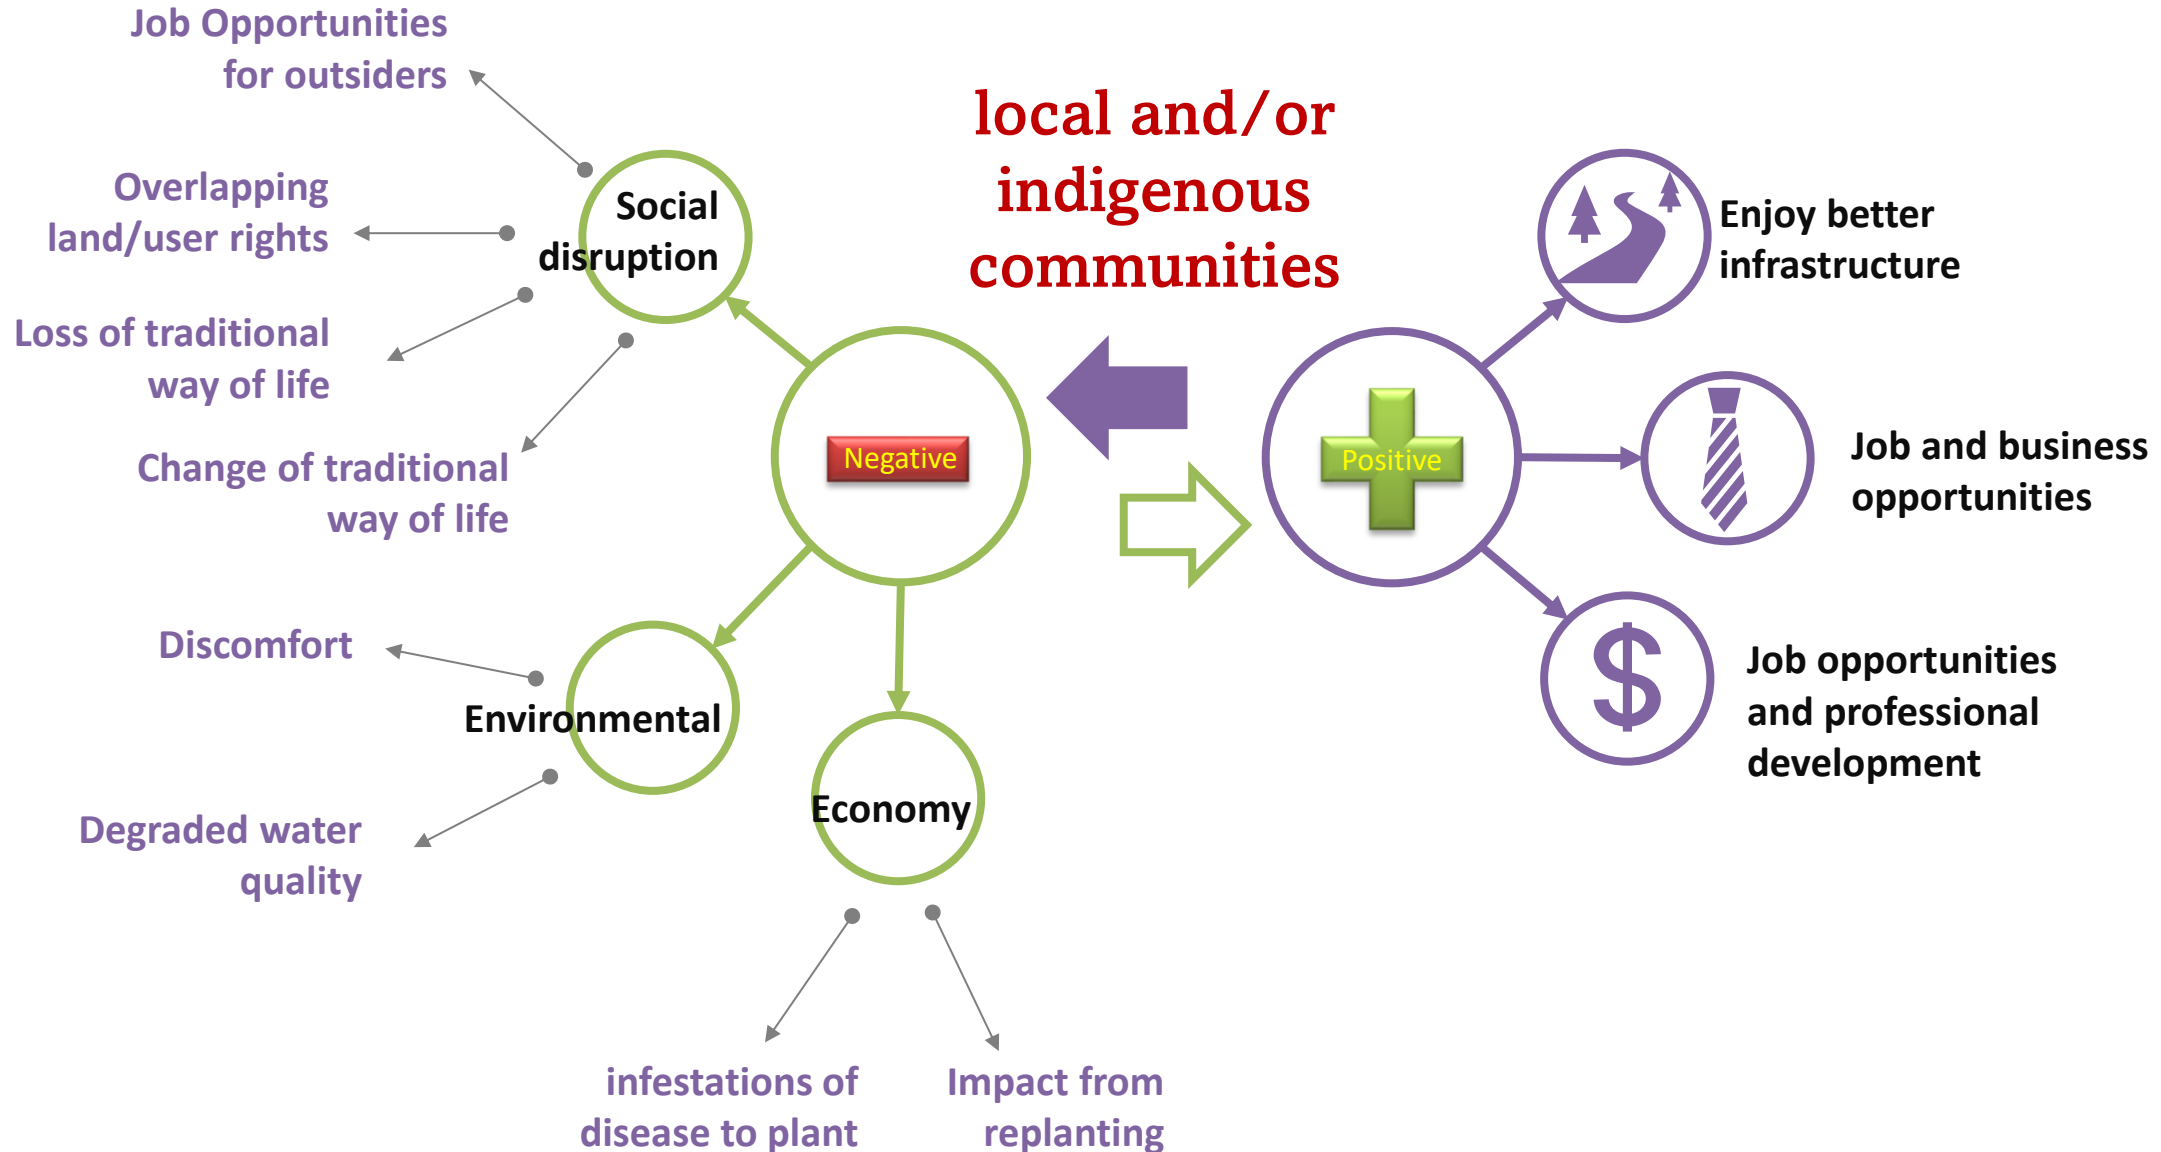 Job Opportunities
for outsiders
Overlapping
land/user rights
Loss of traditional
way of life
Change of traditional
way of life
Social
disruption
local and/or
indigenous
communities
Negative
Positive
Enjoy better
infrastructure
Job and business
opportunities
Job opportunities
and professional
development
$
Discomfort
Environmental
Degraded water
quality
Economy
infestations of
disease to plant
Impact from
replanting